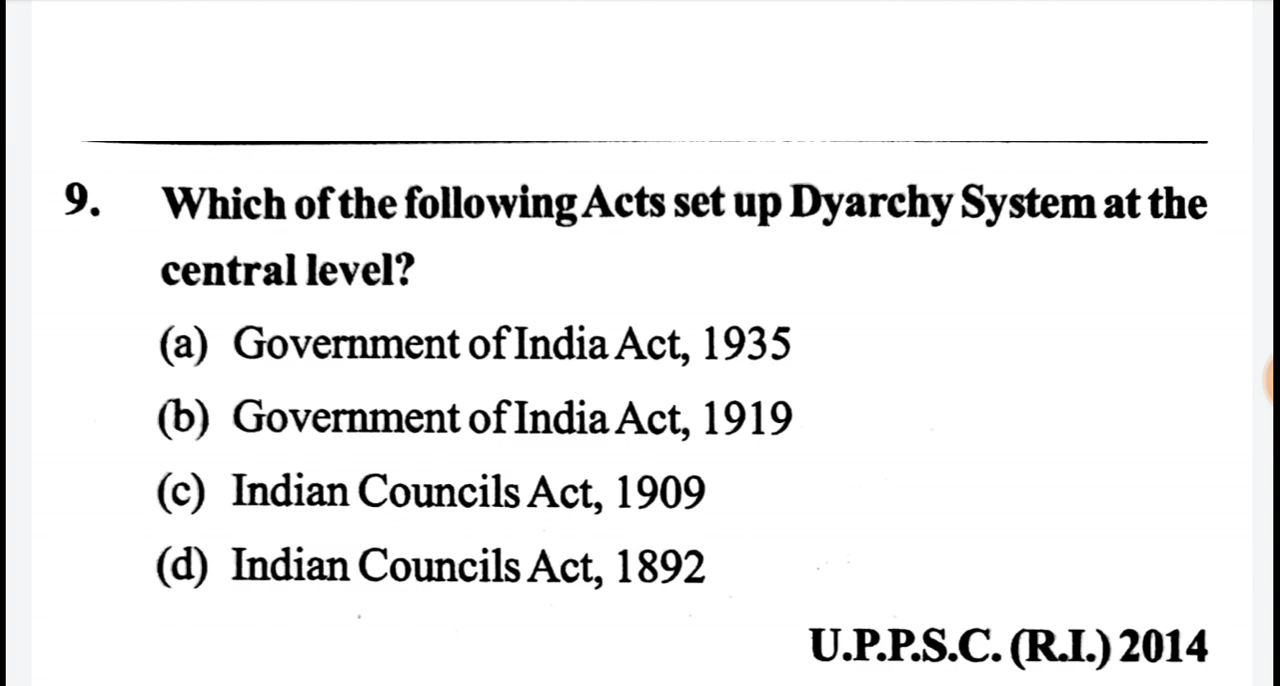 9. Which of the following Acts set up Dyarchy System at the
central level?
(a) Government of India Act, 1935
(b) Government of India Act, 1919
(c) Indian Councils Act, 1909
(d) Indian Councils Act, 1892
U.P.P.S.C. (R.I.) 2014